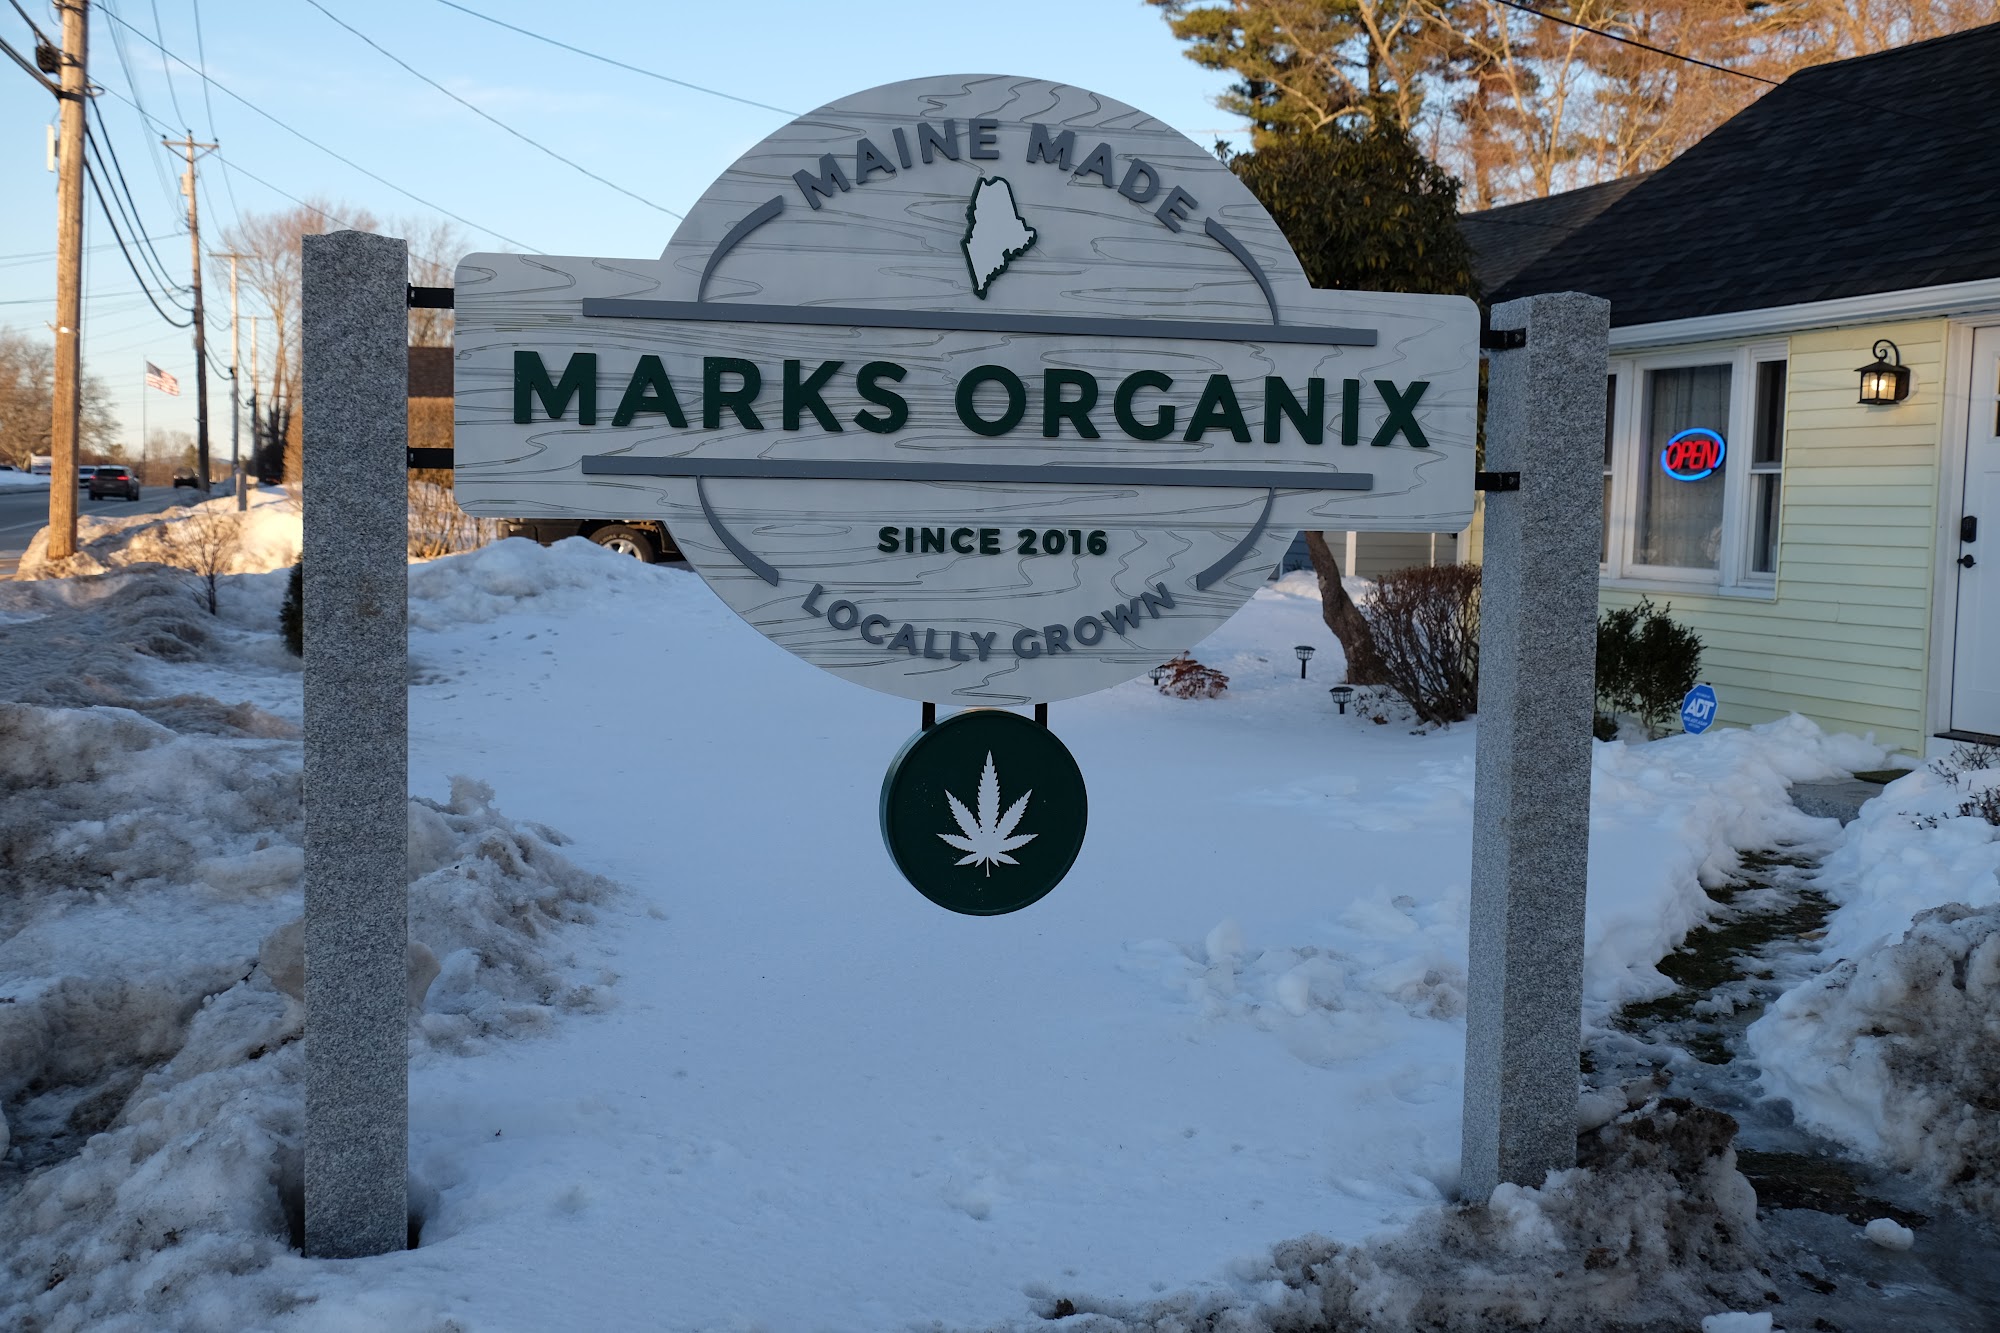 MAINE MADE
MARKS ORGANIX
SINCE 2016
LOCALLY GROWN
OPEN
ADT